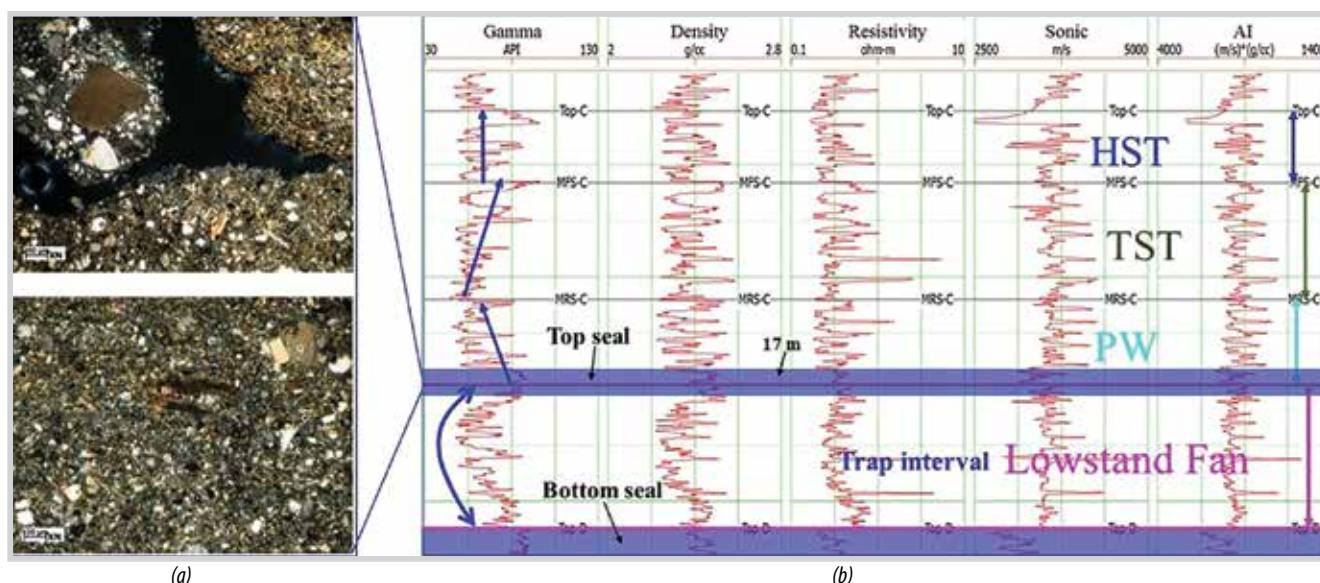 Gamma Density Resistivity Sonic AI
30 API 130 2 g/cc 2.8 0.1 ohm-m 10 2500 m/s 5000 4000 (m/s)*(g/cc)
Top-C Top-C Top-C Top-C
HST
MFS-C MFS-C MFS-C MFS-C MFS-C
TST
MRS-C MRS-C MRS-C MRS-C MRS-C
Top seal 17 m PW
Trap interval Lowstand Fan
Bottom seal
Top-D Top-D Top-D Top-D
(a) (b)